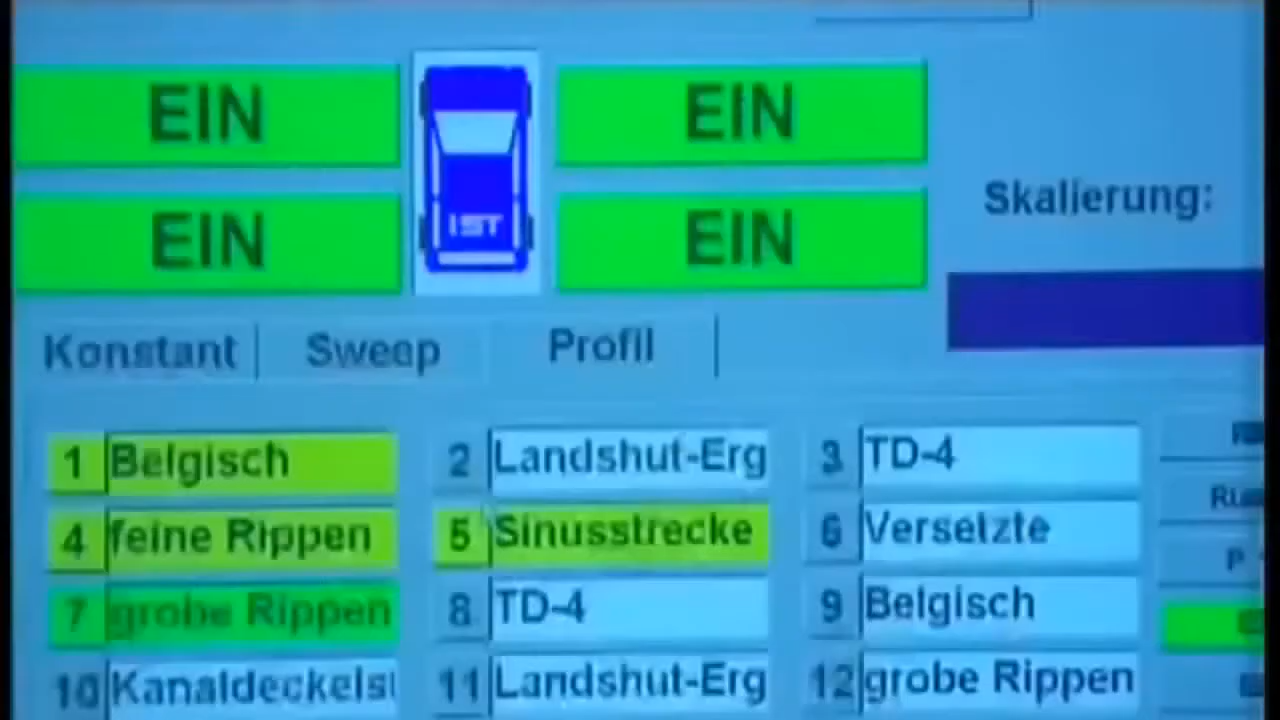 EIN EIN
EIN IST EIN
Skalierung:
Konstant Sweep Profil
1 Belgisch 2 Landshut-Erg 3 TD-4
4 feine Rippen 5 Sinusstrecke 6 Versetzte
7 grobe Rippen 8 TD-4 9 Belgisch
10 Kanaldeckels 11 Landshut-Erg 12 grobe Rippen